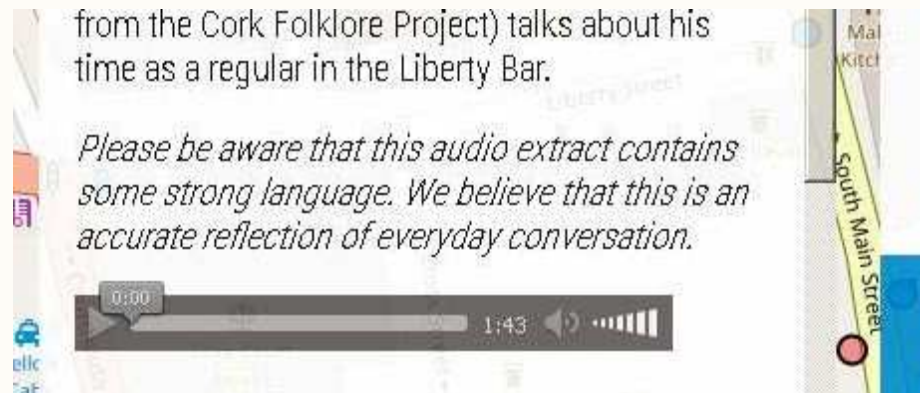 from the Cork Folklore Project) talks about his
time as a regular in the Liberty Bar.
Please be aware that this audio extract contains
some strong language. We believe that this is an
accurate reflection of everyday conversation.
0:00
1:43
Liberty Street
South Main Street